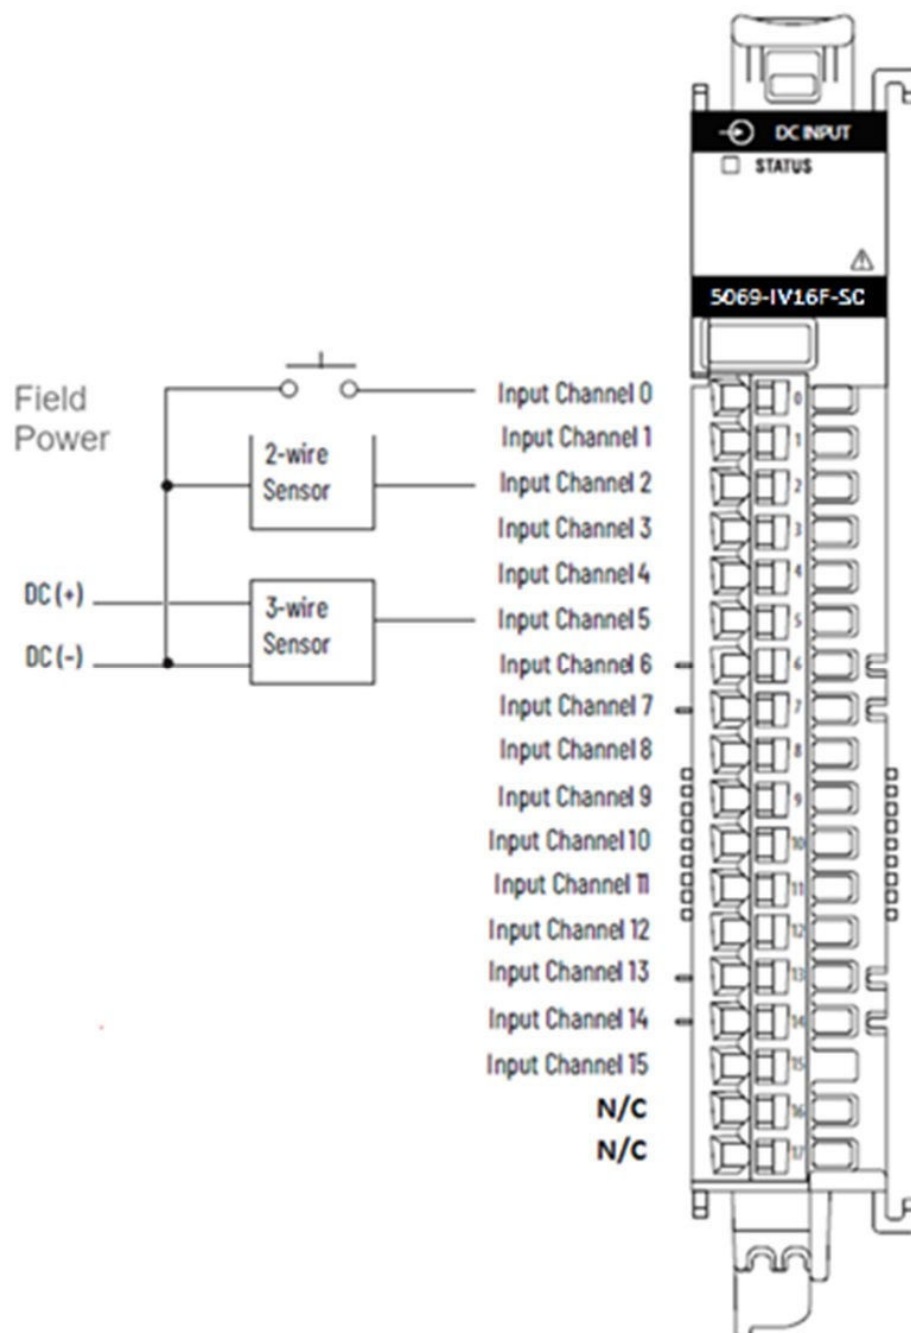 DC INPUT
STATUS
5069-IV16F-SC
Field
Power
2-wire
Sensor
DC (+)
DC (-)
3-wire
Sensor
Input Channel 0
Input Channel 1
Input Channel 2
Input Channel 3
Input Channel 4
Input Channel 5
Input Channel 6
Input Channel 7
Input Channel 8
Input Channel 9
Input Channel 10
Input Channel 11
Input Channel 12
Input Channel 13
Input Channel 14
Input Channel 15
N/C
N/C
0
1
2
3
4
5
6
7
8
9
10
11
12
13
14
15
16
17